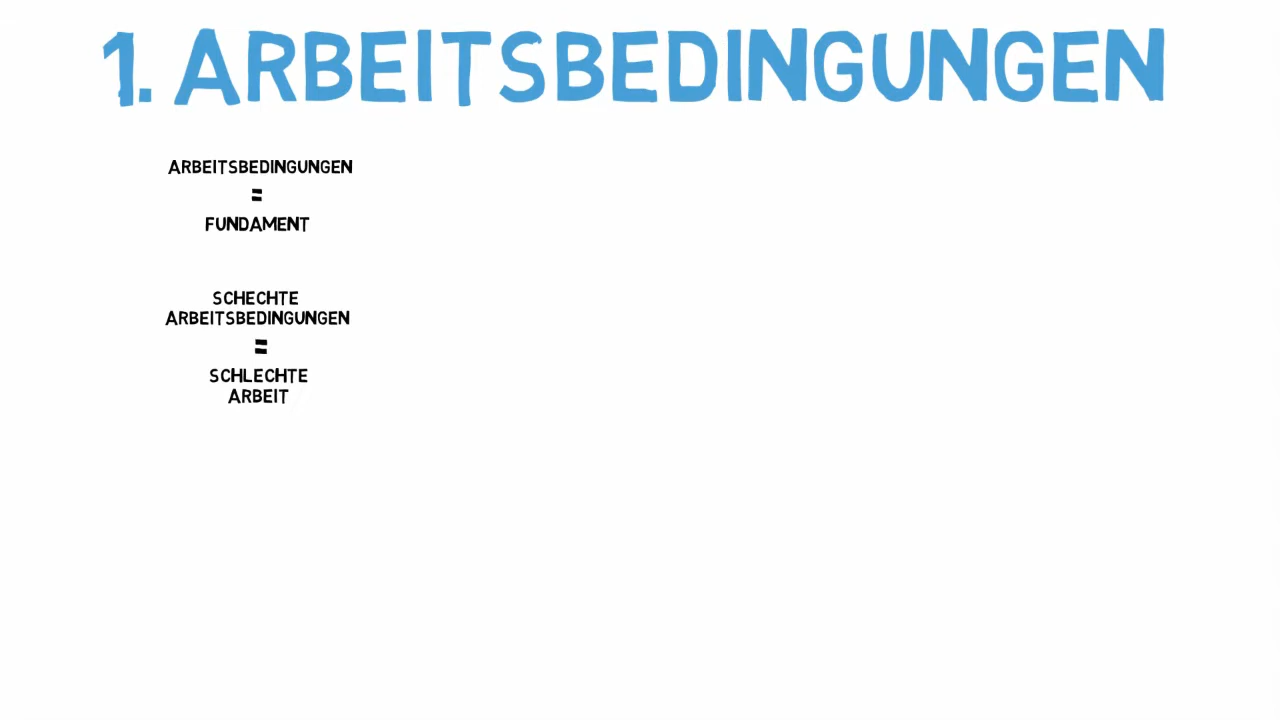 1. ARBEITSBEDINGUNGEN
ARBEITSBEDINGUNGEN
=
FUNDAMENT
SCHECHTE
ARBEITSBEDINGUNGEN
=
SCHLECHTE
ARBEIT